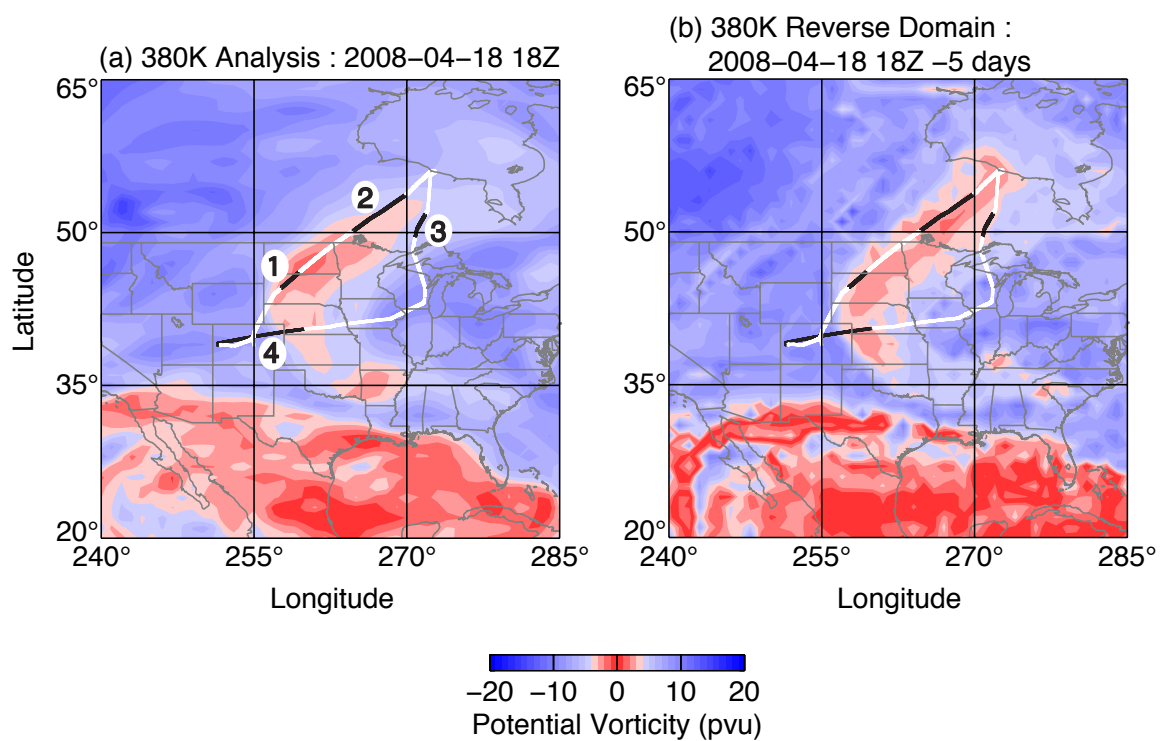 (a) 380K Analysis : 2008−04−18 18Z
(b) 380K Reverse Domain :
2008−04−18 18Z −5 days
65°
50°
35°
20°
Latitude
1
2
3
4
240°
255°
270°
285°
Longitude
65°
50°
35°
20°
240°
255°
270°
285°
Longitude
−20 −10 0 10 20
Potential Vorticity (pvu)